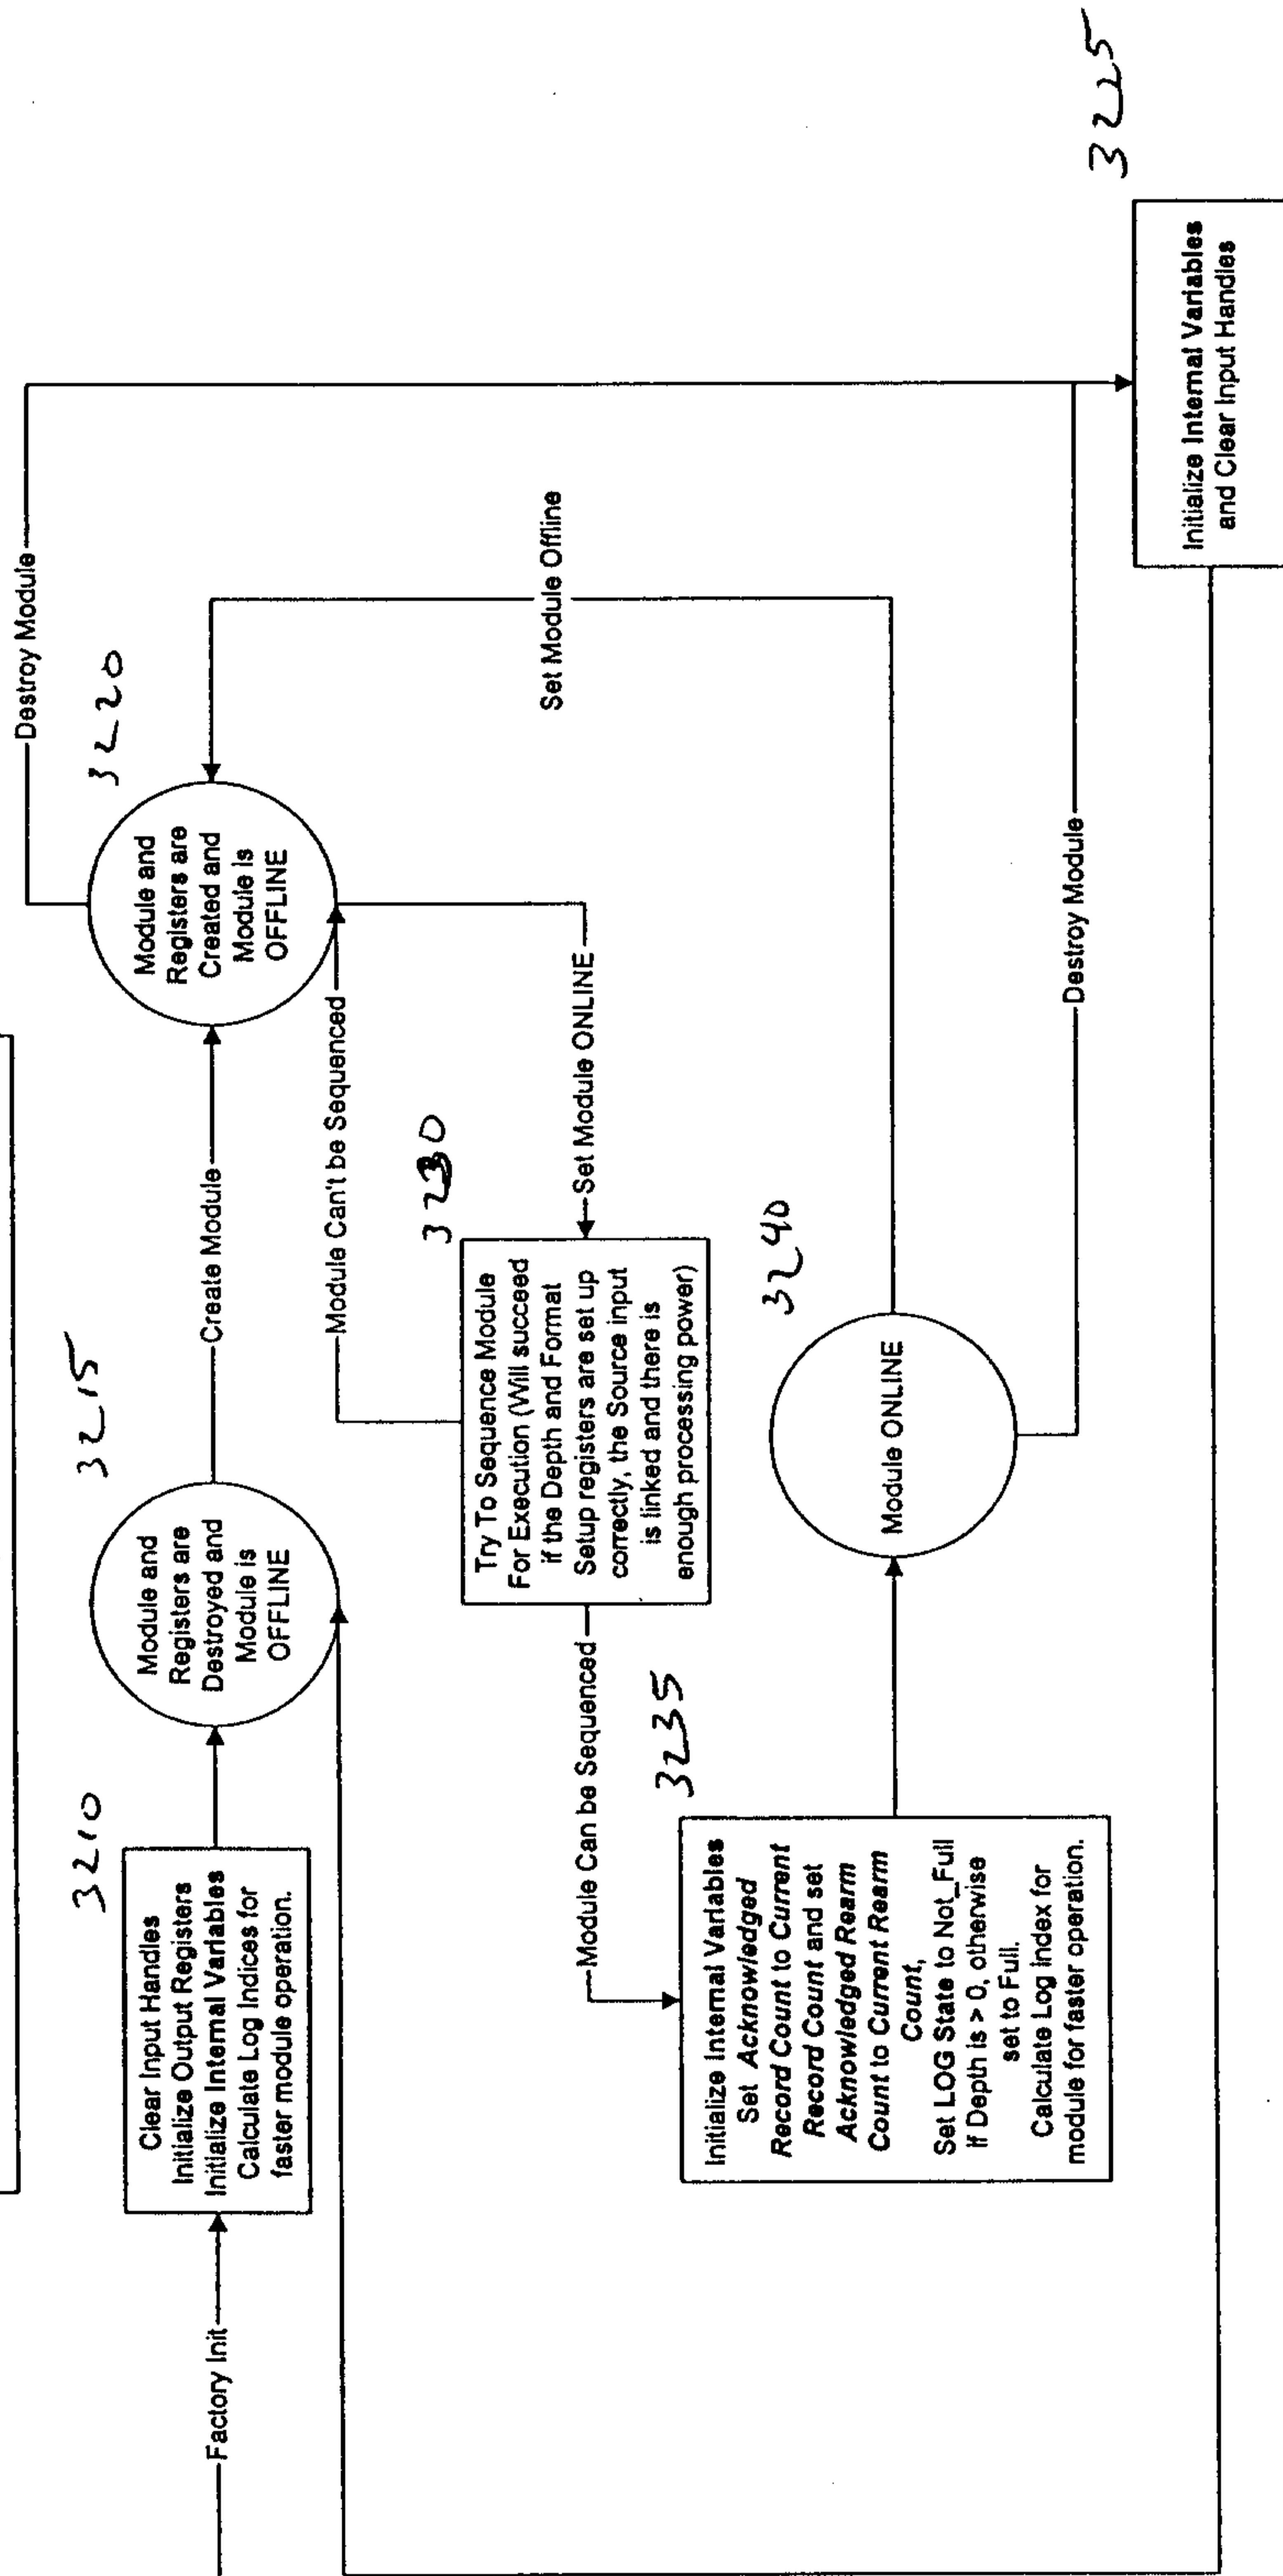 Factory Init
3210
Clear Input Handles
Initialize Output Registers
Initialize Internal Variables
Calculate Log Indices for
faster module operation.
3215
Module and
Registers are
Destroyed and
Module is
OFFLINE
Create Module
3220
Module and
Registers are
Created and
Module is
OFFLINE
Destroy Module
Module Can't be Sequenced
3230
Try To Sequence Module
For Execution (Will succeed
if the Depth and Format
Setup registers are set up
correctly, the Source input
is linked and there is
enough processing power)
Set Module ONLINE
Set Module Offline
Module Can be Sequenced
3235
Initialize Internal Variables
Set Acknowledged
Record Count to Current
Record Count and set
Acknowledged Rearm
Count to Current Rearm
Count,
Set LOG State to Not_Full
If Depth is > 0, otherwise
set to Full.
Calculate Log index for
module for faster operation.
3240
Module ONLINE
Destroy Module
3225
Initialize Internal Variables
and Clear Input Handles